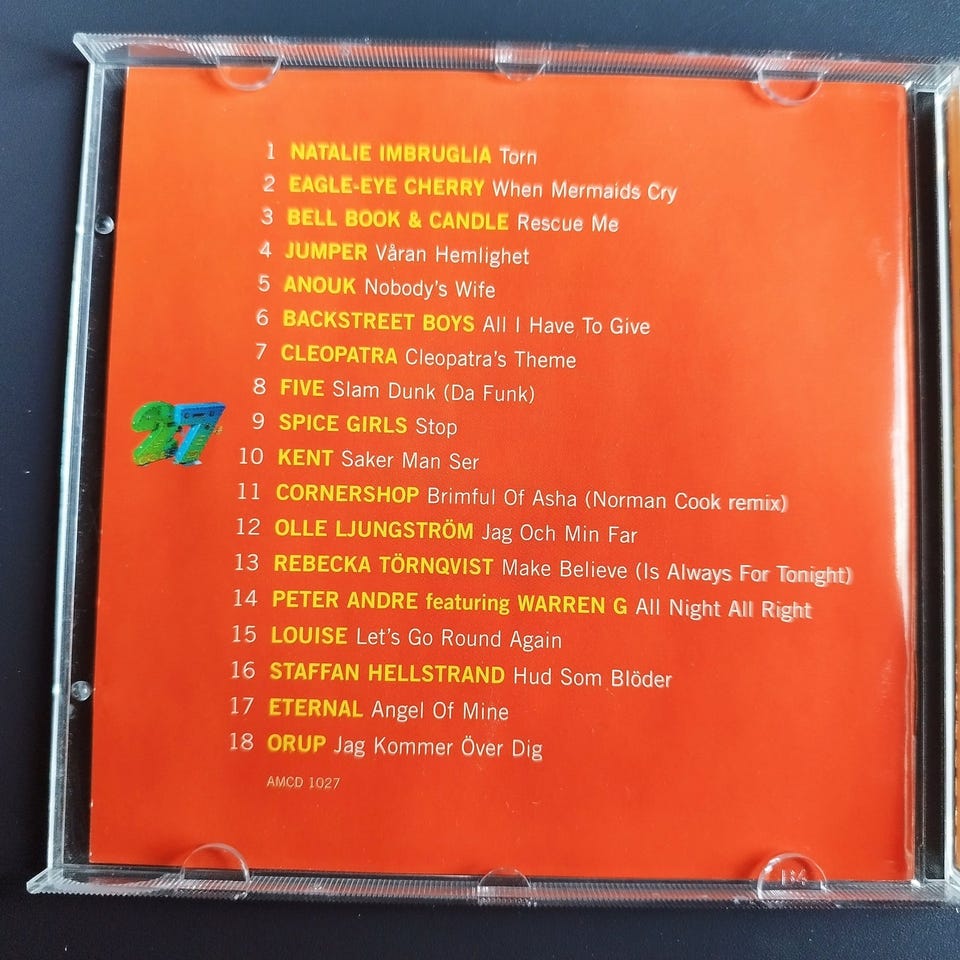 1 NATALIE IMBRUGLIA Torn
2 EAGLE-EYE CHERRY When Mermaids Cry
3 BELL BOOK & CANDLE Rescue Me
4 JUMPER Våran Hemlighet
5 ANOUK Nobody's Wife
6 BACKSTREET BOYS All I Have To Give
7 CLEOPATRA Cleopatra's Theme
8 FIVE Slam Dunk (Da Funk)
27
9 SPICE GIRLS Stop
10 KENT Saker Man Ser
11 CORNERSHOP Brimful Of Asha (Norman Cook remix)
12 OLLE LJUNGSTRÖM Jag Och Min Far
13 REBECKA TÖRNQVIST Make Believe (Is Always For Tonight)
14 PETER ANDRE featuring WARREN G All Night All Right
15 LOUISE Let's Go Round Again
16 STAFFAN HELLSTRAND Hud Som Blöder
17 ETERNAL Angel Of Mine
18 ORUP Jag Kommer Över Dig
AMCD 1027